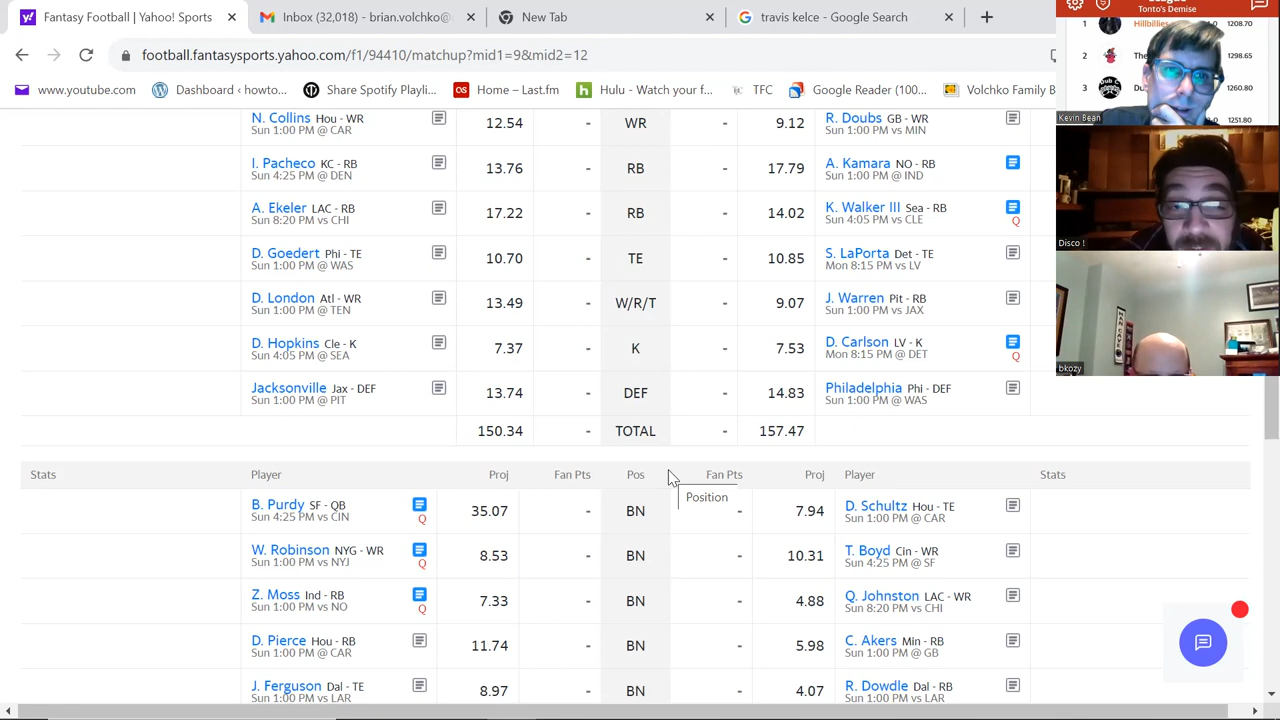 Fantasy Football | Yahoo! Sports
Inbox (32,018) - brain.volchko@
New Tab
travis kelce - Google Search
football.fantasysports.yahoo.com/f1/94410/matchup?mid1=9&mid2=12
www.youtube.com
Dashboard ‹ howto...
Share Spotify Pl yli...
Home - Last.fm
Hulu - Watch your f...
TFC
Google Reader (100...
Volchko Family B
League
Tonto's Demise
1 Hillbillies 1208.70
2 The 1298.65
3 Du 1260.80
1251.80
Kevin Bean
Disco !
bkozy
N. Collins Hou - WR 12.54 WR 9.12 R. Doubs GB - WR
Sun 1:00 PM @ CAR Sun 1:00 PM vs MIN
I. Pacheco KC - RB 13.76 - RB - 17.79 A. Kamara NO - RB
Sun 4:25 PM @ DEN Sun 1:00 PM @ IND
A. Ekeler LAC - RB 17.22 - RB - 14.02 K. Walker III Sea - RB
Sun 8:20 PM vs CHI Sun 4:05 PM vs CLE Q
D. Goedert Phi - TE 10.70 - TE - 10.85 S. LaPorta Det - TE
Sun 1:00 PM @ WAS Mon 8:15 PM vs LV
D. London Atl - WR 13.49 - W/R/T - 9.07 J. Warren Pit - RB
Sun 1:00 PM @ TEN Sun 1:00 PM vs JAX
D. Hopkins Cle - K 7.37 - K - 7.53 D. Carlson LV - K
Sun 4:05 PM @ SEA Mon 8:15 PM @ DET Q
Jacksonville Jax - DEF 13.74 - DEF - 14.83 Philadelphia Phi - DEF
Sun 1:00 PM @ PIT Sun 1:00 PM @ WAS
150.34 - TOTAL - 157.47
Stats Player Proj Fan Pts Pos Fan Pts Proj Player Stats
Position
B. Purdy SF - QB 35.07 - BN - 7.94 D. Schultz Hou - TE
Sun 4:25 PM vs CIN Q Sun 1:00 PM @ CAR
W. Robinson NYG - WR 8.53 - BN - 10.31 T. Boyd Cin - WR
Sun 1:00 PM vs NYJ Q Sun 4:25 PM @ SF
Z. Moss Ind - RB 7.33 - BN - 4.88 Q. Johnston LAC - WR
Sun 1:00 PM vs NO Q Sun 8:20 PM vs CHI
D. Pierce Hou - RB 11.74 - BN - 5.98 C. Akers Min - RB
Sun 1:00 PM @ CAR Sun 1:00 PM @ GB
J. Ferguson Dal - TE 8.97 - BN - 4.07 R. Dowdle Dal - RB
Sun 1:00 PM vs LAR Sun 1:00 PM vs LAR